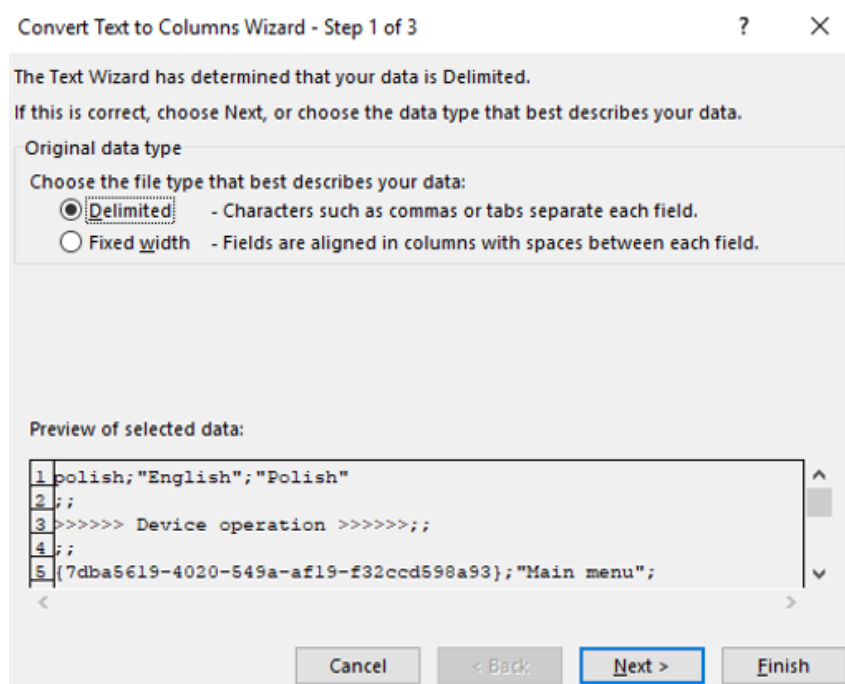 Convert Text to Columns Wizard - Step 1 of 3 ? ×
The Text Wizard has determined that your data is Delimited.
If this is correct, choose Next, or choose the data type that best describes your data.
Original data type
Choose the file type that best describes your data:
Delimited - Characters such as commas or tabs separate each field.
Fixed width - Fields are aligned in columns with spaces between each field.
Preview of selected data:
1 polish;"English";"Polish"
2 ;;
3 >>>>>> Device operation >>>>>>;;
4 ;;
5 {7dba5619-4020-549a-af19-f32ccd598a93};"Main menu";
Cancel < Back Next > Finish